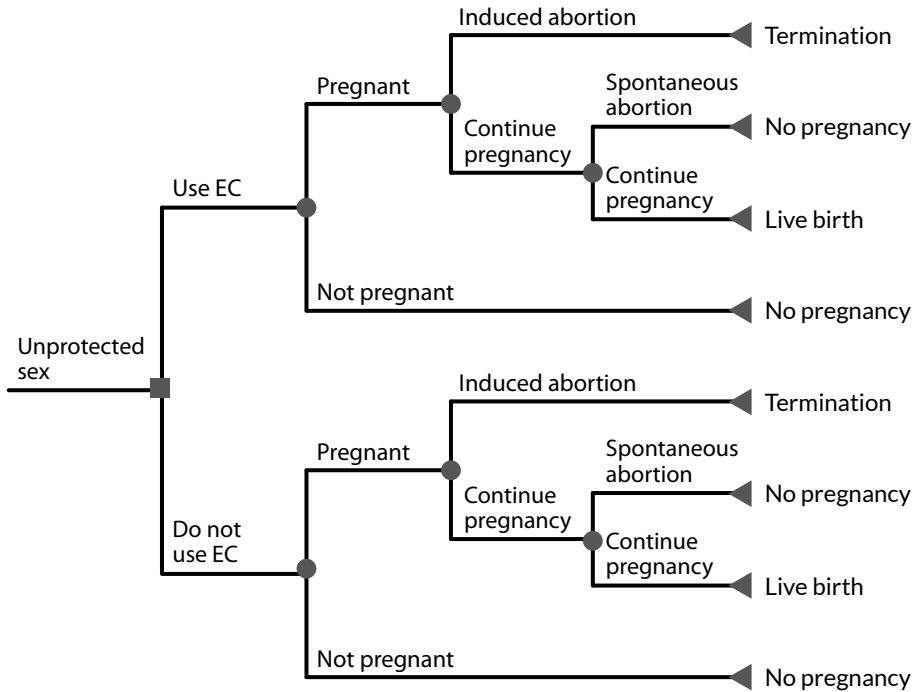 Induced abortion
Termination
Pregnant
Spontaneous
abortion
No pregnancy
Continue
pregnancy
Continue
pregnancy
Use EC
Live birth
Not pregnant
No pregnancy
Unprotected
sex
Induced abortion
Termination
Pregnant
Spontaneous
abortion
No pregnancy
Continue
pregnancy
Do not
use EC
Continue
pregnancy
Live birth
Not pregnant
No pregnancy